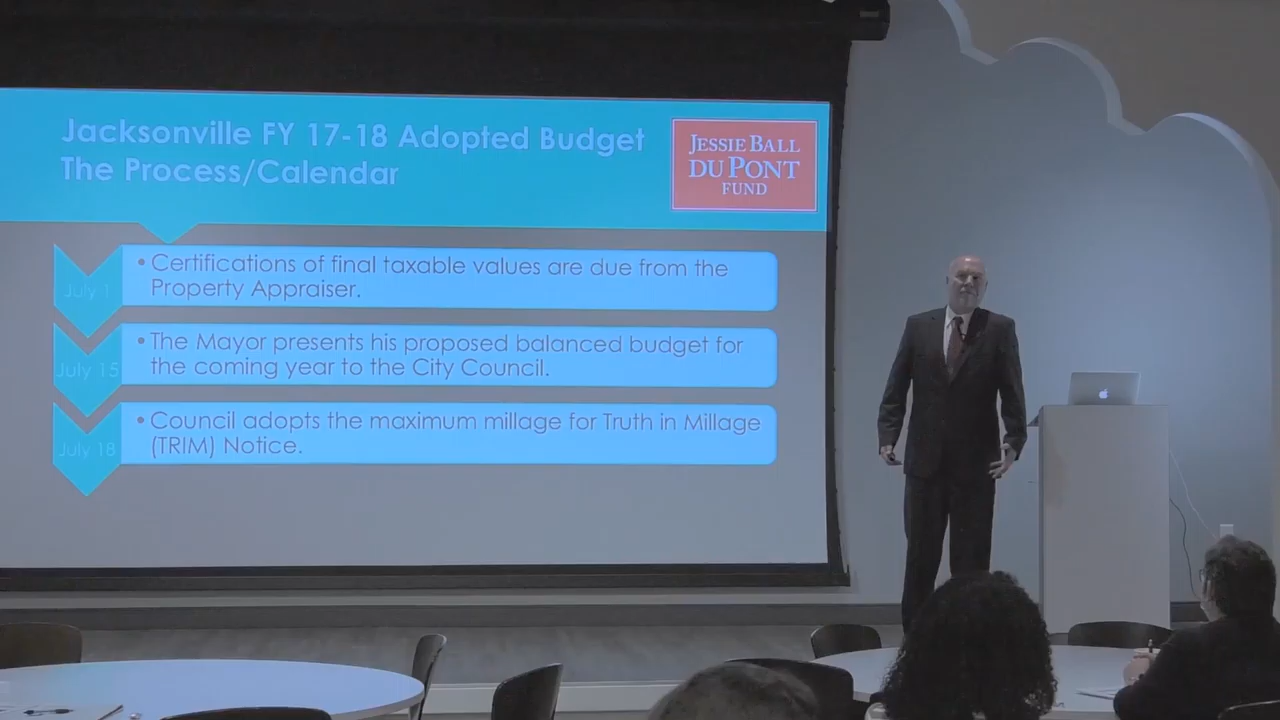 Jacksonville FY 17-18 Adopted Budget
The Process/Calendar
JESSIE BALL
DU PONT
FUND
July 1
• Certifications of final taxable values are due from the
Property Appraiser.
July 15
• The Mayor presents his proposed balanced budget for
the coming year to the City Council.
July 18
• Council adopts the maximum millage for Truth in Millage
(TRIM) Notice.